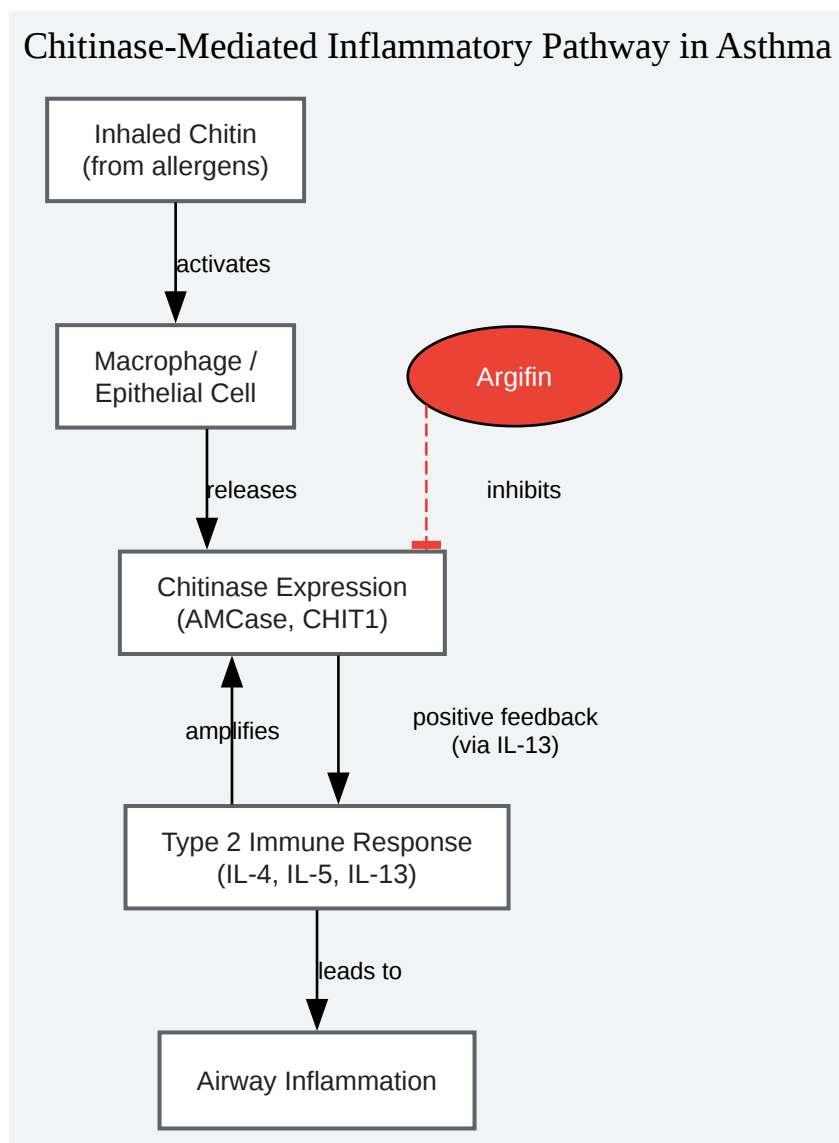 Chitinase-Mediated Inflammatory Pathway in Asthma
Inhaled Chitin
(from allergens)
activates
Macrophage /
Epithelial Cell
Argifin
releases
inhibits
Chitinase Expression
(AMCase, CHIT1)
amplifies
positive feedback
(via IL-13)
Type 2 Immune Response
(IL-4, IL-5, IL-13)
leads to
Airway Inflammation